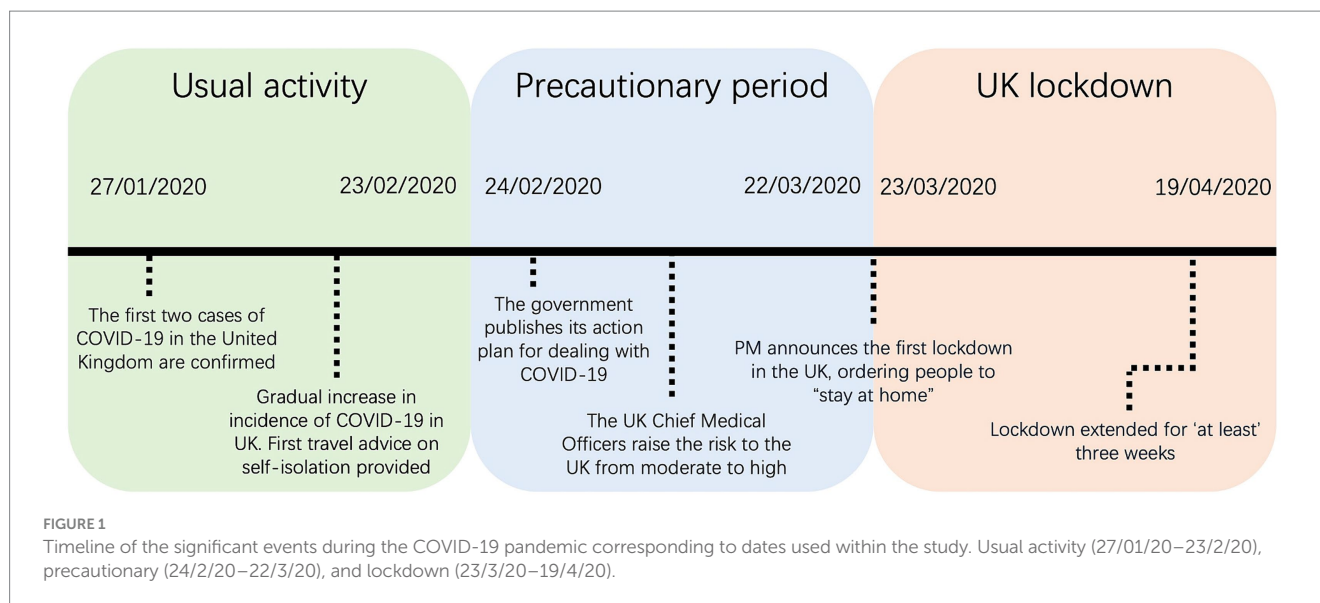 Usual activity
Precautionary period
UK lockdown
27/01/2020
23/02/2020
24/02/2020
22/03/2020
23/03/2020
19/04/2020
The first two cases of
COVID-19 in the United
Kingdom are confirmed
Gradual increase in
incidence of COVID-19 in
UK. First travel advice on
self-isolation provided
The government
publishes its action
plan for dealing with
COVID-19
The UK Chief Medical
Officers raise the risk to the
UK from moderate to high
PM announces the first lockdown
in the UK, ordering people to
“stay at home”
Lockdown extended for ‘at least’
three weeks
FIGURE 1
Timeline of the significant events during the COVID-19 pandemic corresponding to dates used within the study. Usual activity (27/01/20–23/2/20),
precautionary (24/2/20–22/3/20), and lockdown (23/3/20–19/4/20).